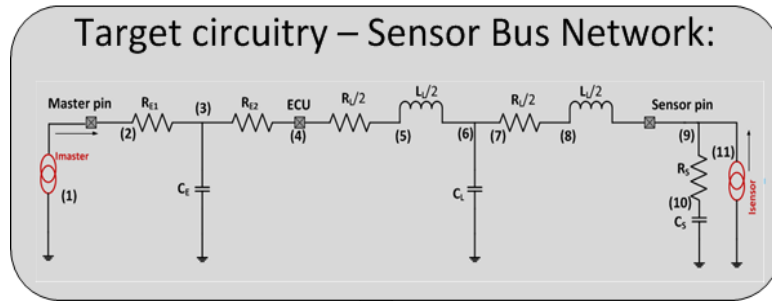 Target circuitry – Sensor Bus Network:
Master pin
(2)
R_E1
(3)
R_E2
ECU
(4)
R_L/2
(5)
L_L/2
(6)
(7)
R_L/2
(8)
L_L/2
Sensor pin
(9)
(11)
Imaster
(1)
C_E
C_L
R_S
(10)
C_S
Isensor